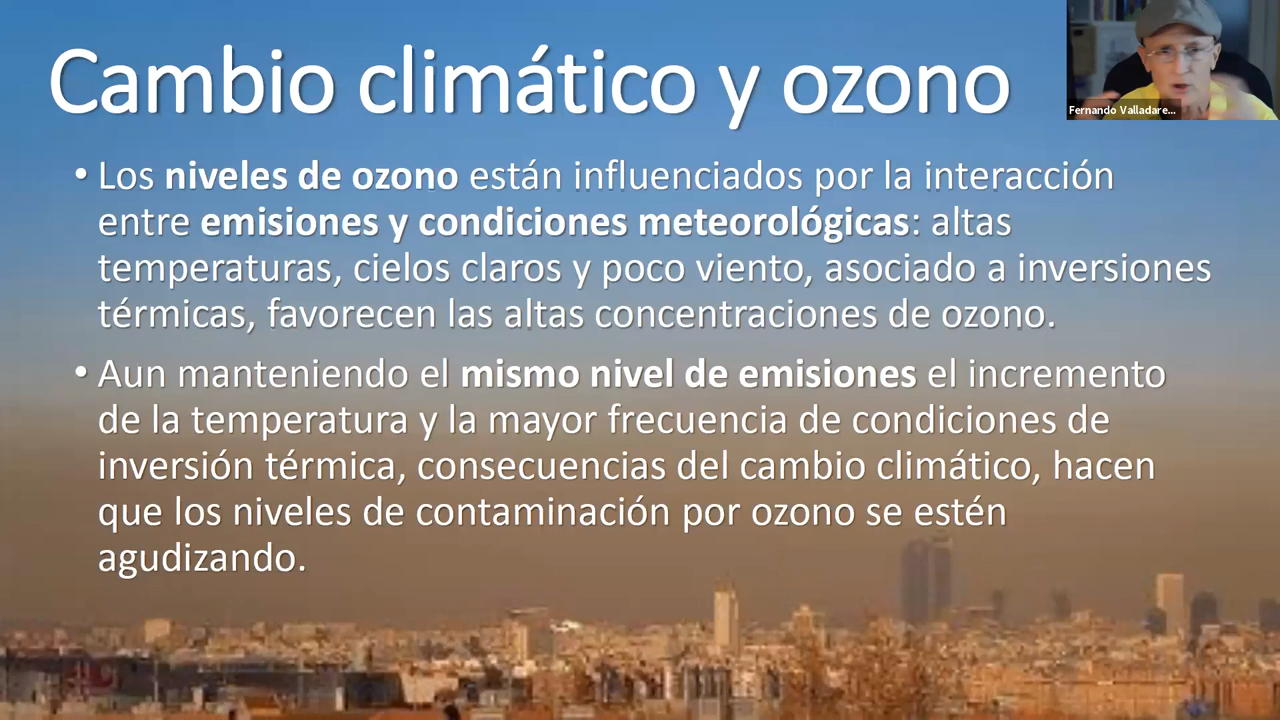 Cambio climático y ozono
Fernando Valladare...
• Los niveles de ozono están influenciados por la interacción
entre emisiones y condiciones meteorológicas: altas
temperaturas, cielos claros y poco viento, asociado a inversiones
térmicas, favorecen las altas concentraciones de ozono.
• Aun manteniendo el mismo nivel de emisiones el incremento
de la temperatura y la mayor frecuencia de condiciones de
inversión térmica, consecuencias del cambio climático, hacen
que los niveles de contaminación por ozono se estén
agudizando.